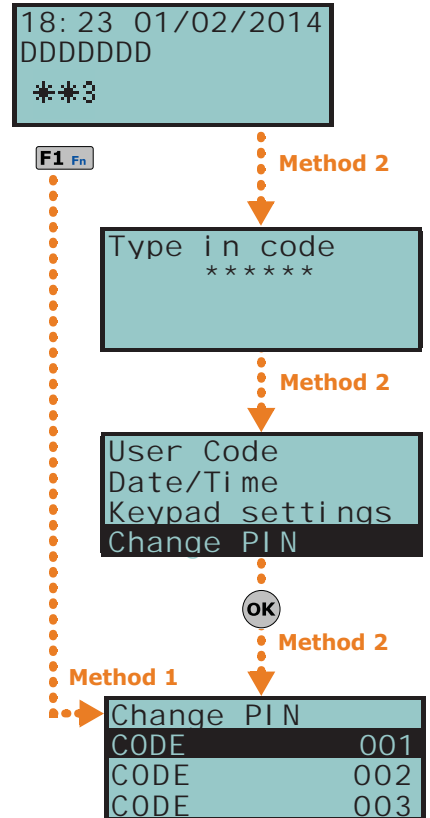 18:23 01/02/2014
DDDDDDD
**3
F1 Fn
Method 2
Type in code
******
Method 2
User Code
Date/Time
Keypad settings
Change PIN
OK
Method 2
Method 1
Change PIN
CODE 001
CODE 002
CODE 003